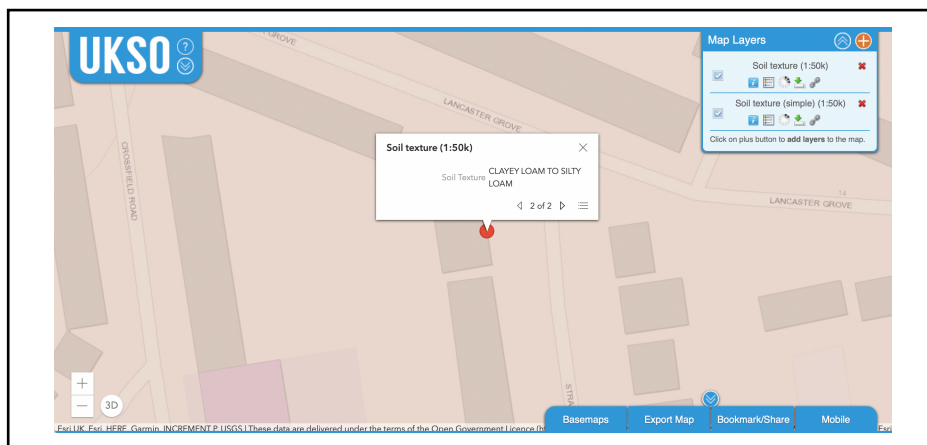 UKSO ?
GROVE
Map Layers
Soil texture (1:50k)
Soil texture (simple) (1:50k)
Click on plus button to add layers to the map.
LANCASTER GROVE
CROSSFIELD ROAD
Soil texture (1:50k)
Soil Texture CLAYEY LOAM TO SILTY
LOAM
2 of 2
14
LANCASTER GROVE
STRA
+
−
3D
Basemaps
Export Map
Bookmark/Share
Mobile
Esri UK, Esri, HERE, Garmin, INCREMENT P, USGS | These data are delivered under the terms of the Open Government Licence (ht
Esri